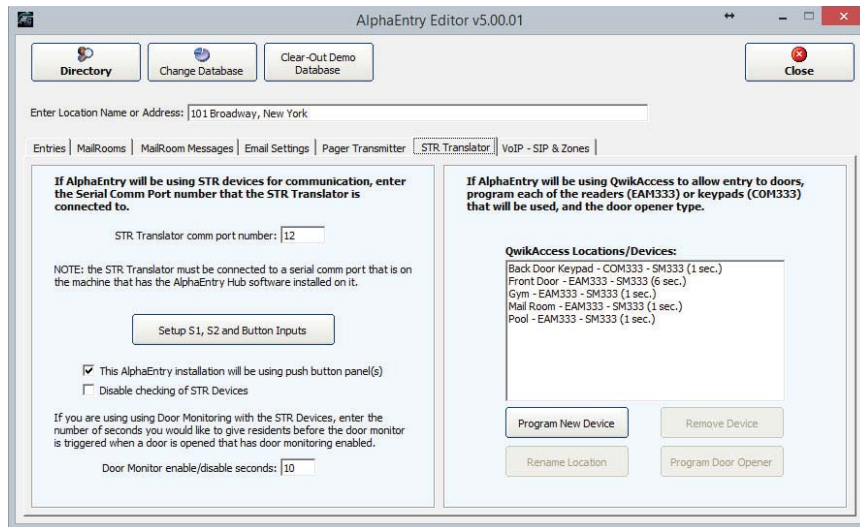 AlphaEntry Editor v5.00.01
Directory
Change Database
Clear-Out Demo
Database
Close
Enter Location Name or Address: 101 Broadway, New York
Entries MailRooms MailRoom Messages Email Settings Pager Transmitter STR Translator VoIP - SIP & Zones
If AlphaEntry will be using STR devices for communication, enter
the Serial Comm Port number that the STR Translator is
connected to.
STR Translator comm port number: 12
NOTE: the STR Translator must be connected to a serial comm port that is on
the machine that has the AlphaEntry Hub software installed on it.
Setup S1, S2 and Button Inputs
This AlphaEntry installation will be using push button panel(s)
Disable checking of STR Devices
If you are using using Door Monitoring with the STR Devices, enter the
number of seconds you would like to give residents before the door monitor
is triggered when a door is opened that has door monitoring enabled.
Door Monitor enable/disable seconds: 10
If AlphaEntry will be using QwikAccess to allow entry to doors,
program each of the readers (EAM333) or keypads (COM333)
that will be used, and the door opener type.
QwikAccess Locations/Devices:
Back Door Keypad - COM333 - SM333 (1 sec.)
Front Door - EAM333 - SM333 (6 sec.)
Gym - EAM333 - SM333 (1 sec.)
Mail Room - EAM333 - SM333 (1 sec.)
Pool - EAM333 - SM333 (1 sec.)
Program New Device
Remove Device
Rename Location
Program Door Opener